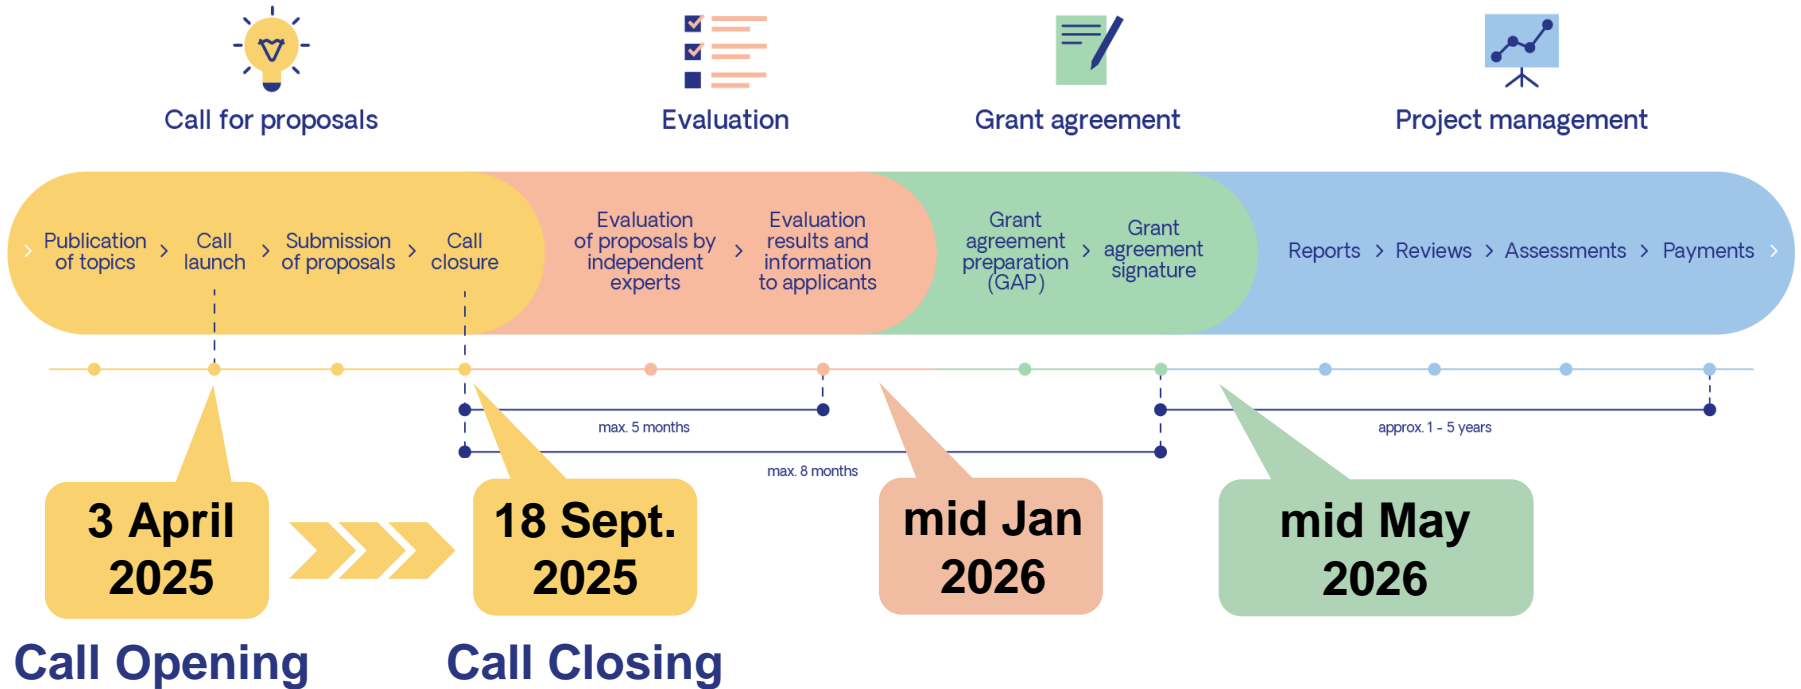 Call for proposals
Evaluation
Grant agreement
Project management
Publication
of topics
Call
launch
Submission
of proposals
Call
closure
Evaluation
of proposals by
independent
experts
Evaluation
results and
information
to applicants
Grant
agreement
preparation
(GAP)
Grant
agreement
signature
Reports
Reviews
Assessments
Payments
max. 5 months
approx. 1 - 5 years
max. 8 months
3 April
2025
18 Sept.
2025
mid Jan
2026
mid May
2026
Call Opening
Call Closing